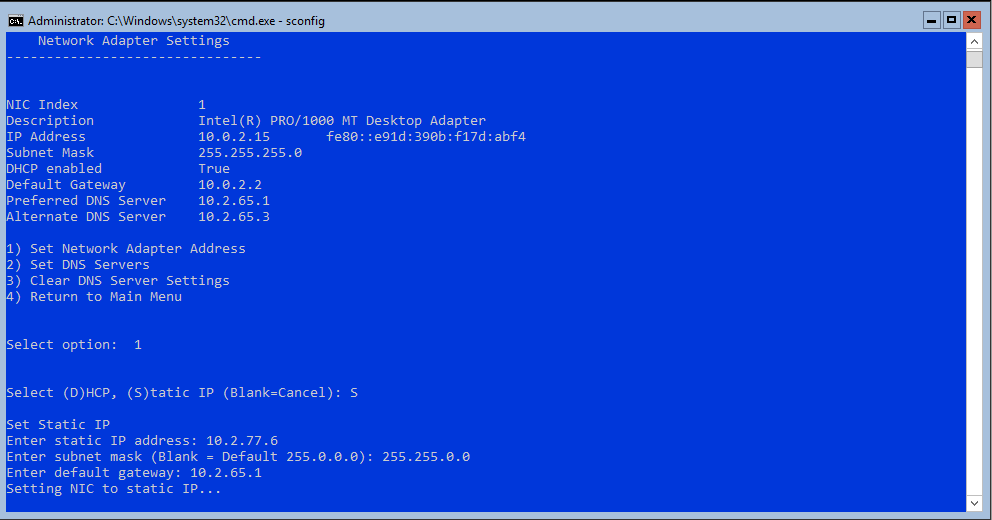 Administrator: C:\Windows\system32\cmd.exe - sconfig
Network Adapter Settings
--------------------------------
NIC Index 1
Description Intel(R) PRO/1000 MT Desktop Adapter
IP Address 10.0.2.15 fe80::e91d:390b:f17d:abf4
Subnet Mask 255.255.255.0
DHCP enabled True
Default Gateway 10.0.2.2
Preferred DNS Server 10.2.65.1
Alternate DNS Server 10.2.65.3
1) Set Network Adapter Address
2) Set DNS Servers
3) Clear DNS Server Settings
4) Return to Main Menu
Select option: 1
Select (D)HCP, (S)tatic IP (Blank=Cancel): S
Set Static IP
Enter static IP address: 10.2.77.6
Enter subnet mask (Blank = Default 255.0.0.0): 255.255.0.0
Enter default gateway: 10.2.65.1
Setting NIC to static IP...